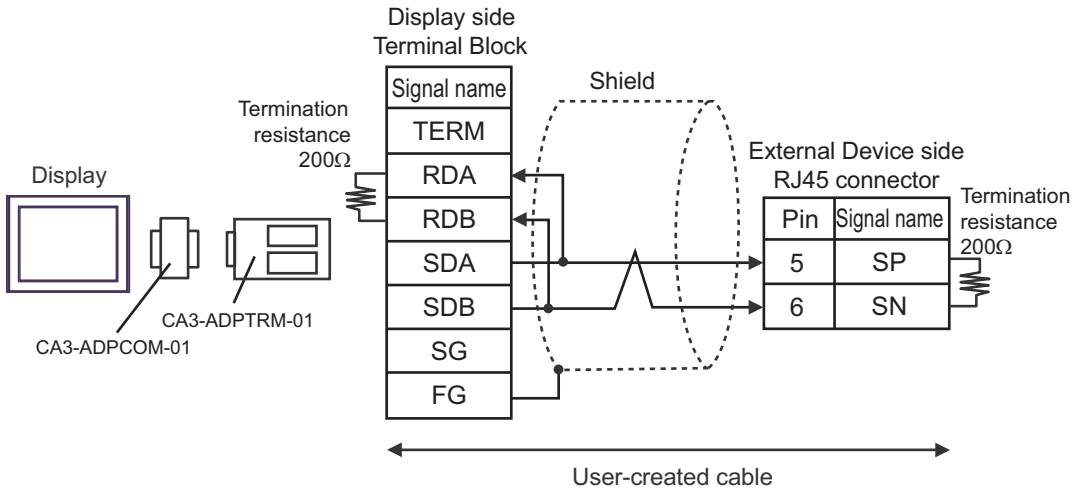 Display side
Terminal Block
Signal name
TERM
RDA
RDB
SDA
SDB
SG
FG
Termination
resistance
200Ω
Shield
Display
CA3-ADPCOM-01
CA3-ADPTRM-01
External Device side
RJ45 connector
Pin Signal name
5 SP
6 SN
Termination
resistance
200Ω
User-created cable